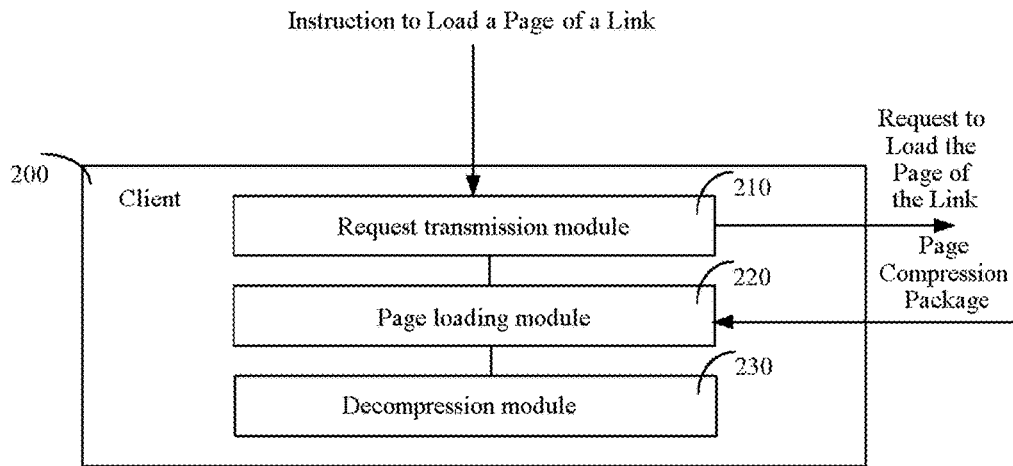 Instruction to Load a Page of a Link
Request to
Load the
Page of
the Link
200
Client
210
Request transmission module
Page
Compression
Package
220
Page loading module
230
Decompression module